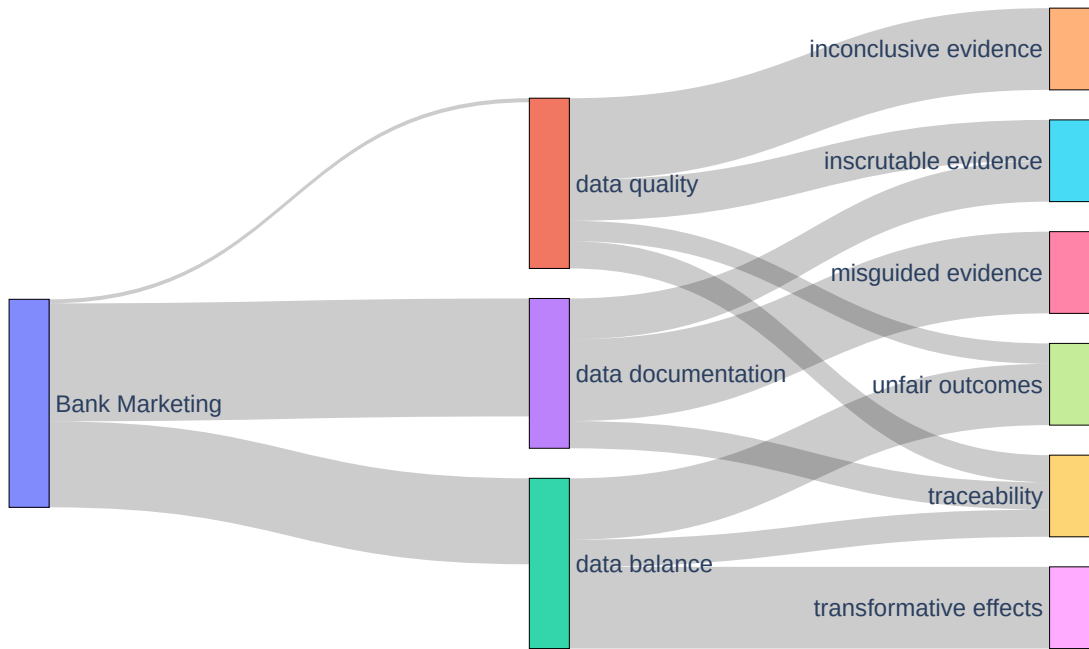 Bank Marketing
data quality
data documentation
data balance
inconclusive evidence
inscrutable evidence
misguided evidence
unfair outcomes
traceability
transformative effects